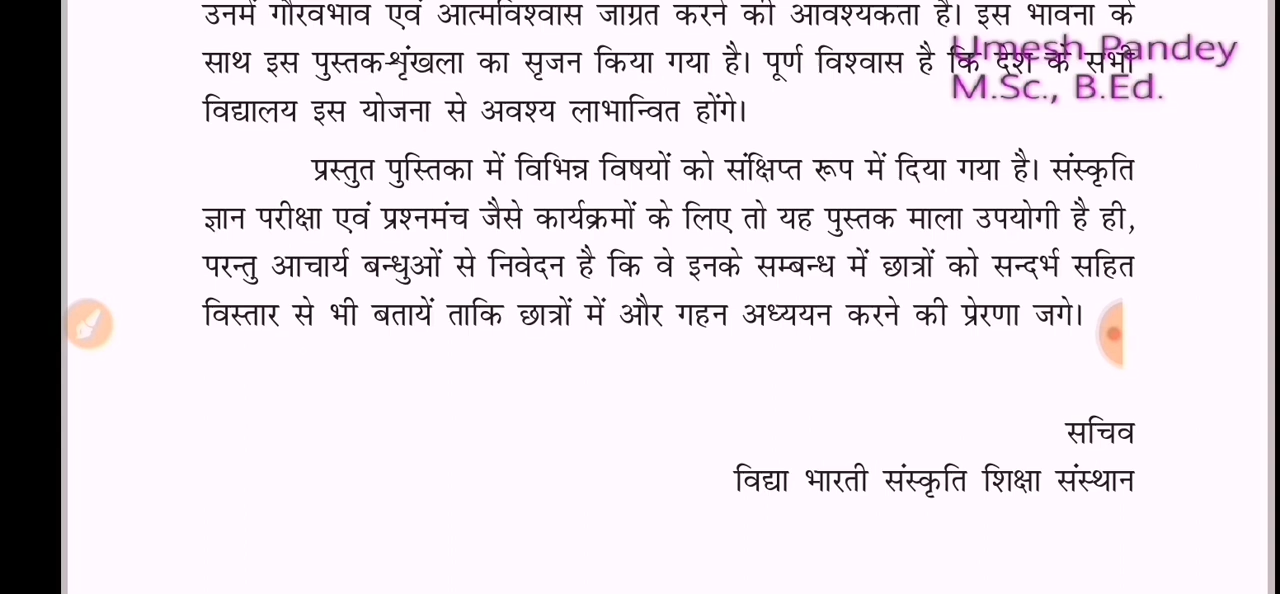 उनमें गौरवभाव एवं आत्मविश्वास जाग्रत करने की आवश्यकता है। इस भावना के
साथ इस पुस्तक-शृंखला का सृजन किया गया है। पूर्ण विश्वास है कि देश के सभी
Umesh Pandey
M.Sc., B.Ed.
विद्यालय इस योजना से अवश्य लाभान्वित होंगे।
प्रस्तुत पुस्तिका में विभिन्न विषयों को संक्षिप्त रूप में दिया गया है। संस्कृति
ज्ञान परीक्षा एवं प्रश्नमंच जैसे कार्यक्रमों के लिए तो यह पुस्तक माला उपयोगी है ही,
परन्तु आचार्य बन्धुओं से निवेदन है कि वे इनके सम्बन्ध में छात्रों को सन्दर्भ सहित
विस्तार से भी बतायें ताकि छात्रों में और गहन अध्ययन करने की प्रेरणा जगे।
सचिव
विद्या भारती संस्कृति शिक्षा संस्थान